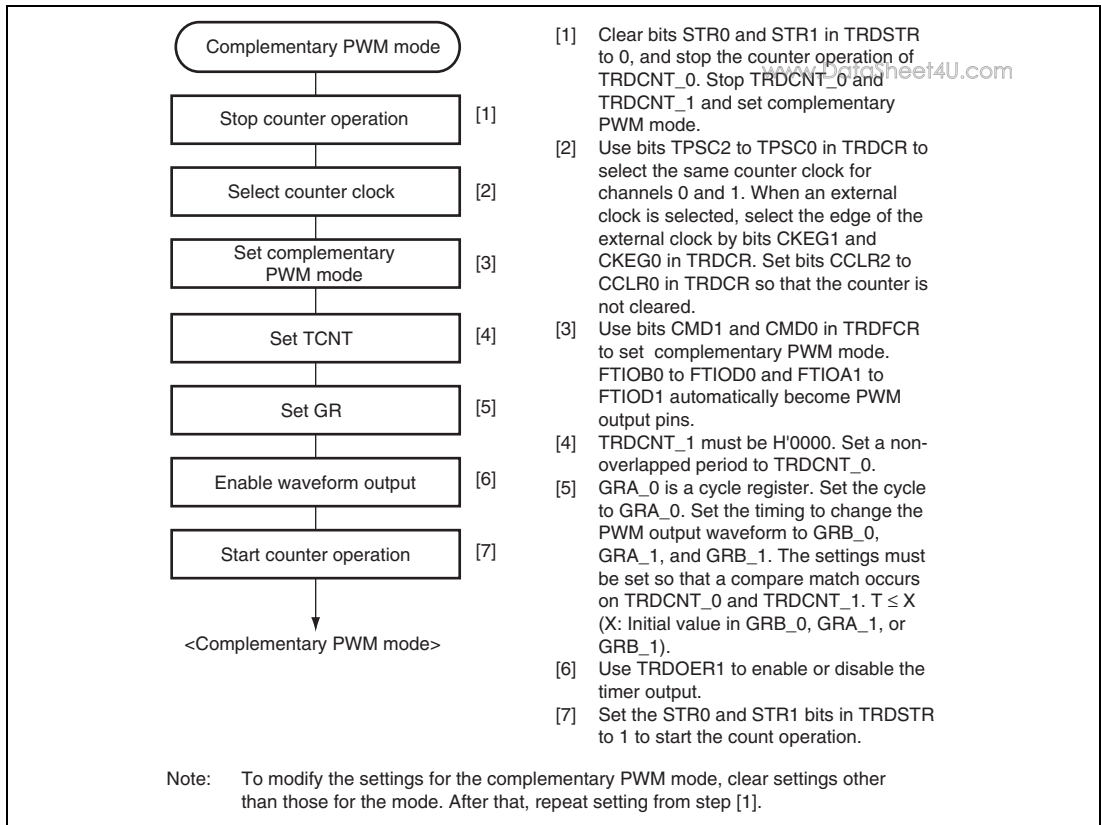 Complementary PWM mode
Stop counter operation
[1]
Select counter clock
[2]
Set complementary
PWM mode
[3]
Set TCNT
[4]
Set GR
[5]
Enable waveform output
[6]
Start counter operation
[7]
<Complementary PWM mode>
[1] Clear bits STR0 and STR1 in TRDSTR
to 0, and stop the counter operation of
www.DataSheet4U.com
TRDCNT_0. Stop TRDCNT_0 and
TRDCNT_1 and set complementary
PWM mode.
[2] Use bits TPSC2 to TPSC0 in TRDCR to
select the same counter clock for
channels 0 and 1. When an external
clock is selected, select the edge of the
external clock by bits CKEG1 and
CKEG0 in TRDCR. Set bits CCLR2 to
CCLR0 in TRDCR so that the counter is
not cleared.
[3] Use bits CMD1 and CMD0 in TRDFCR
to set complementary PWM mode.
FTIOB0 to FTIOD0 and FTIOA1 to
FTIOD1 automatically become PWM
output pins.
[4] TRDCNT_1 must be H'0000. Set a non-
overlapped period to TRDCNT_0.
[5] GRA_0 is a cycle register. Set the cycle
to GRA_0. Set the timing to change the
PWM output waveform to GRB_0,
GRA_1, and GRB_1. The settings must
be set so that a compare match occurs
on TRDCNT_0 and TRDCNT_1. T ≤ X
(X: Initial value in GRB_0, GRA_1, or
GRB_1).
[6] Use TRDOER1 to enable or disable the
timer output.
[7] Set the STR0 and STR1 bits in TRDSTR
to 1 to start the count operation.
Note: To modify the settings for the complementary PWM mode, clear settings other
than those for the mode. After that, repeat setting from step [1].